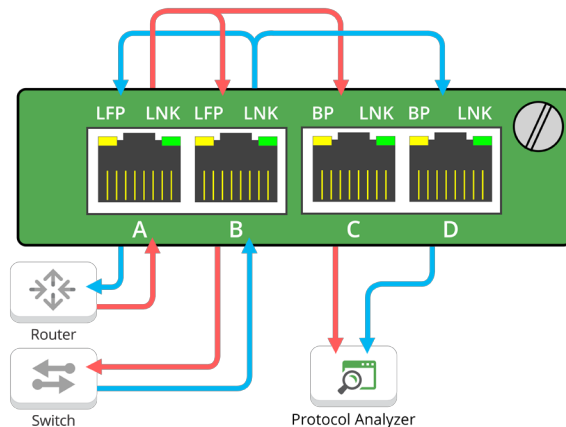 LFP LNK LFP LNK BP LNK BP LNK
A B C D
Router
Switch
Protocol Analyzer